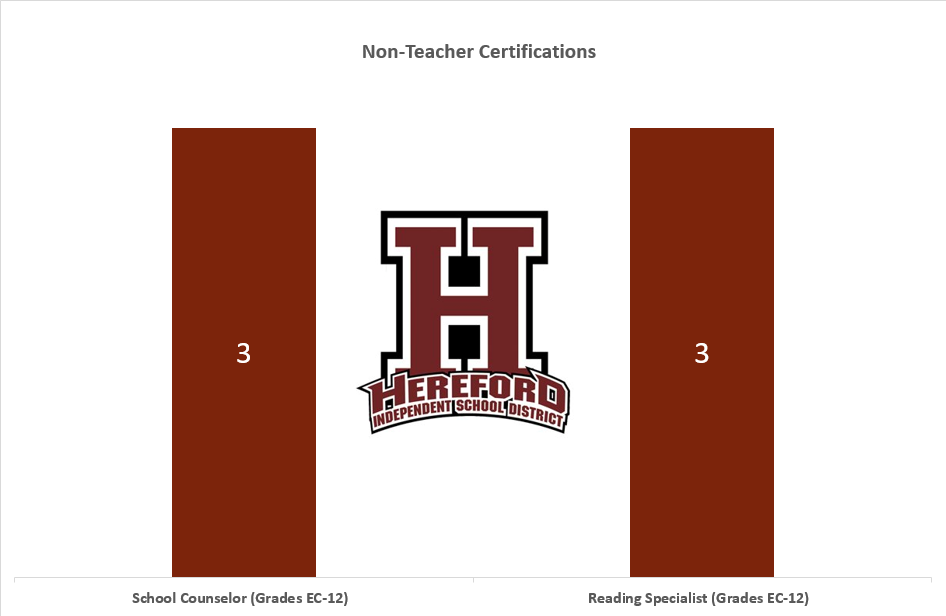 Non-Teacher Certifications
3
3
H
HEREFORD
INDEPENDENT SCHOOL DISTRICT
School Counselor (Grades EC-12)
Reading Specialist (Grades EC-12)